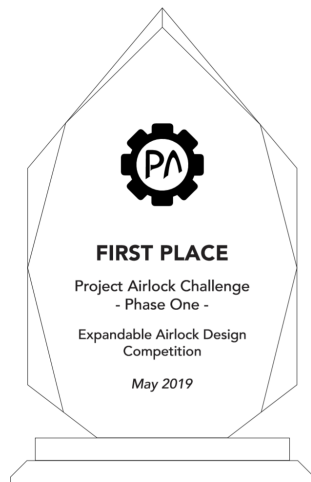 PA
FIRST PLACE
Project Airlock Challenge
- Phase One -
Expandable Airlock Design
Competition
May 2019